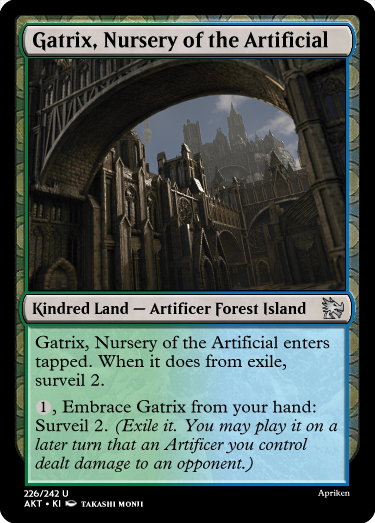 Gatrix, Nursery of the Artificial
Kindred Land — Artificer Forest Island
Gatrix, Nursery of the Artificial enters
tapped. When it does from exile,
surveil 2.
1, Embrace Gatrix from your hand:
Surveil 2. (Exile it. You may play it on a
later turn that an Artificer you control
dealt damage to an opponent.)
226/242 U
Apriken
AKT • KI TAKASHI MONJI